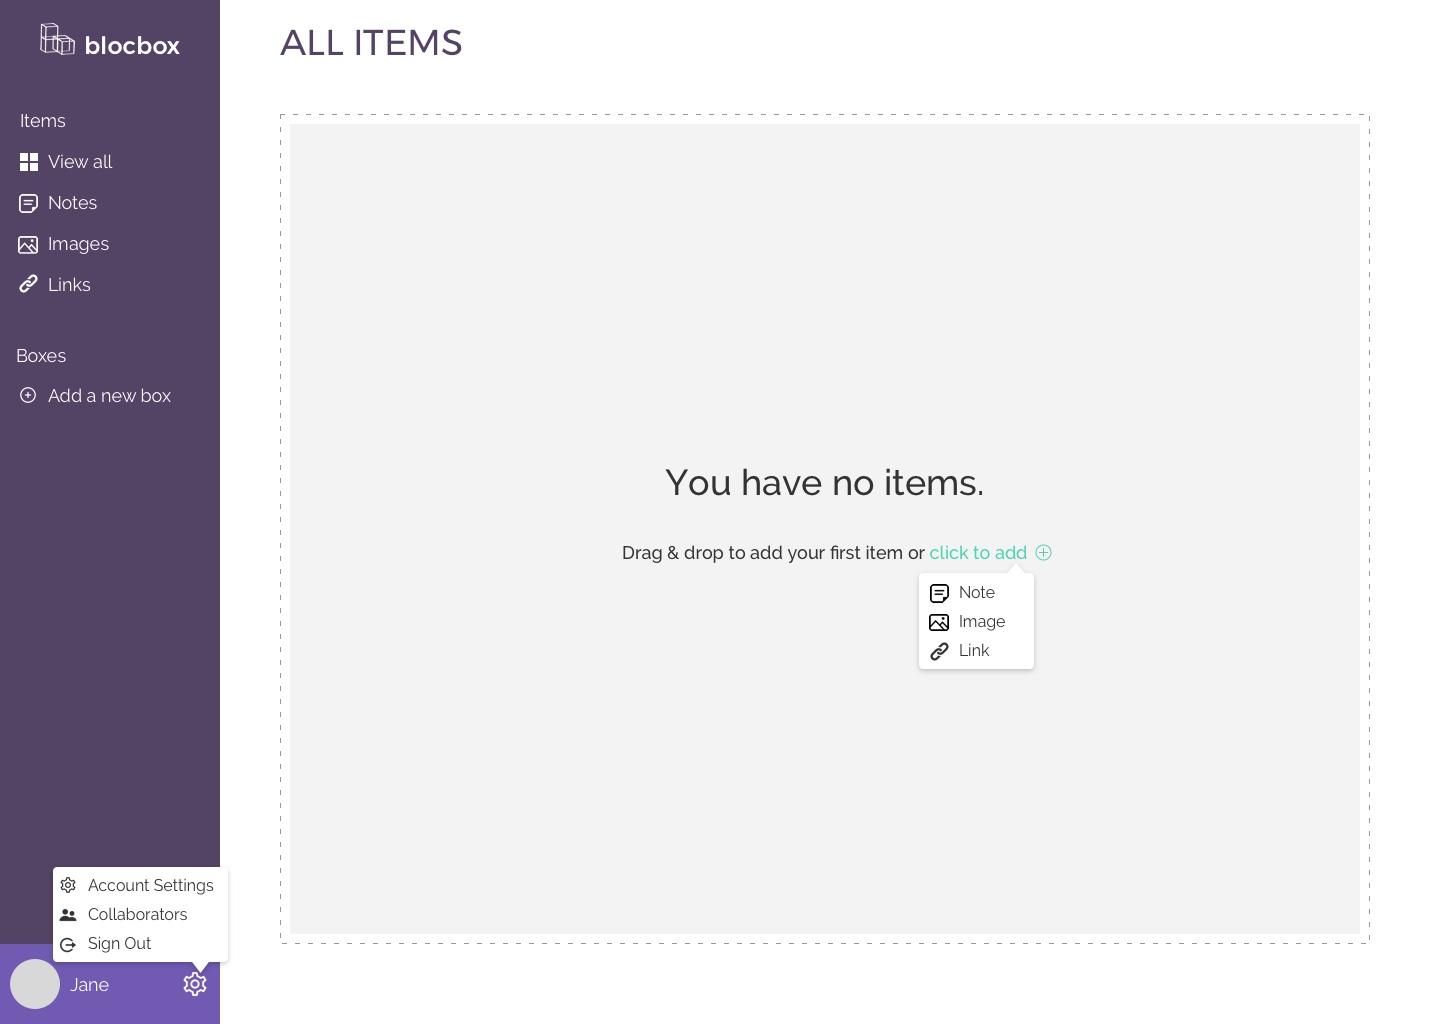 blocbox
Items
View all
Notes
Images
Links
Boxes
Add a new box
Account Settings
Collaborators
Sign Out
Jane
ALL ITEMS
You have no items.
Drag & drop to add your first item or click to add
Note
Image
Link